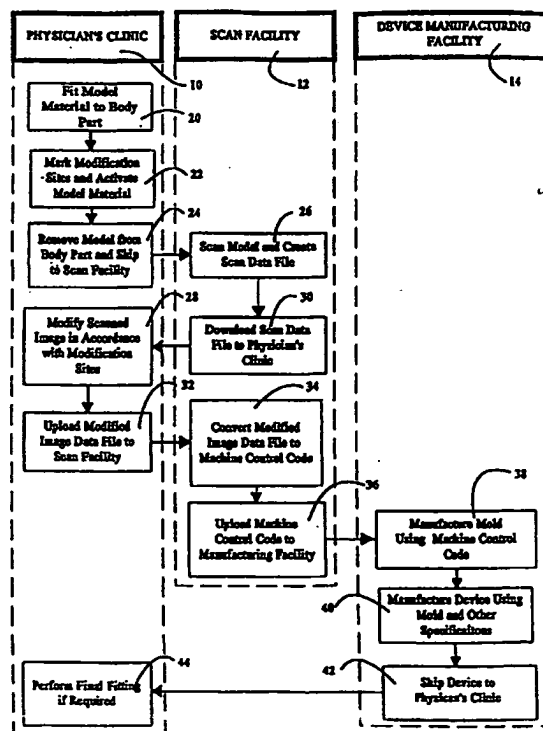 PHYSICIAN'S CLINIC
SCAN FACILITY
DEVICE MANUFACTURING
FACILITY
10
12
14
Fit Model
Material to Body
Part
20
Mark Modification
Sites and Activate
Model Material
22
24
Remove Model from
Body Part and Skip
to Scan Facility
26
Scan Model and Create
Scan Data File
28
Modify Scanned
Image in Accordance
with Modification
Sites
30
Download Scan Data
File to Physician's
Clinic
32
Upload Modified
Image Data File to
Scan Facility
34
Convert Modified
Image Data File to
Machine Control
Code
36
Upload Machine
Control Code to
Manufacturing Facility
38
Manufacture Mold
Using Machine Control
Code
40
Manufacture Device Using
Mold and Other
Specifications
44
Perform Final Fitting
if Required
42
Skip Device to
Physican's Clinic